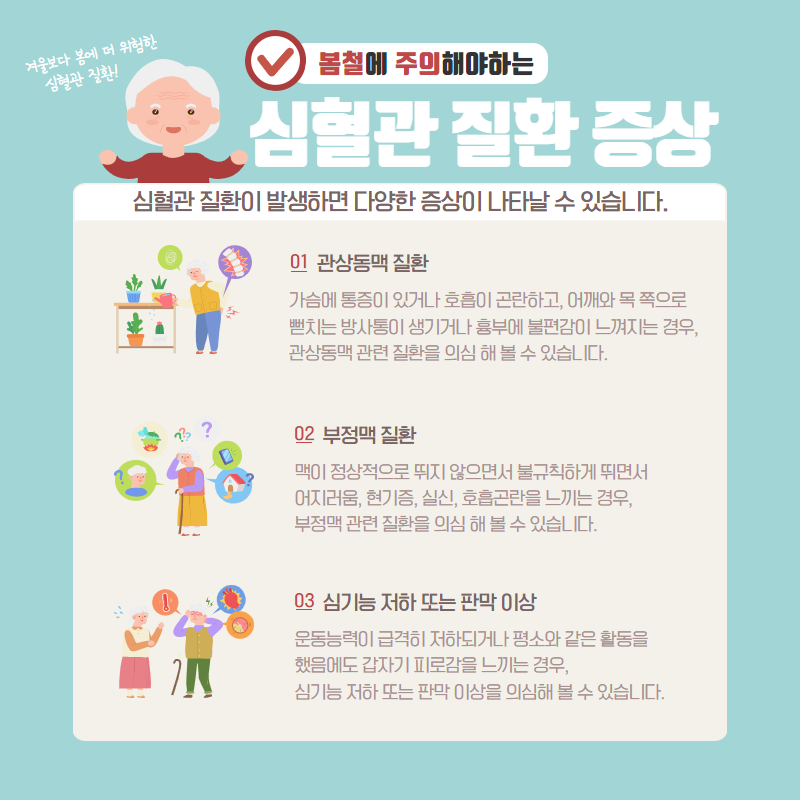 겨울보다 봄에 더 위험한
심혈관 질환!
봄철에 주의해야하는
심혈관 질환 증상
심혈관 질환이 발생하면 다양한 증상이 나타날 수 있습니다.
01 관상동맥 질환
가슴에 통증이 있거나 호흡이 곤란하고, 어깨와 목 쪽으로
뻗치는 방사통이 생기거나 흉부에 불편감이 느껴지는 경우,
관상동맥 관련 질환을 의심 해 볼 수 있습니다.
02 부정맥 질환
맥이 정상적으로 뛰지 않으면서 불규칙하게 뛰면서
어지러움, 현기증, 실신, 호흡곤란을 느끼는 경우,
부정맥 관련 질환을 의심 해 볼 수 있습니다.
03 심기능 저하 또는 판막 이상
운동능력이 급격히 저하되거나 평소와 같은 활동을
했음에도 갑자기 피로감을 느끼는 경우,
심기능 저하 또는 판막 이상을 의심해 볼 수 있습니다.